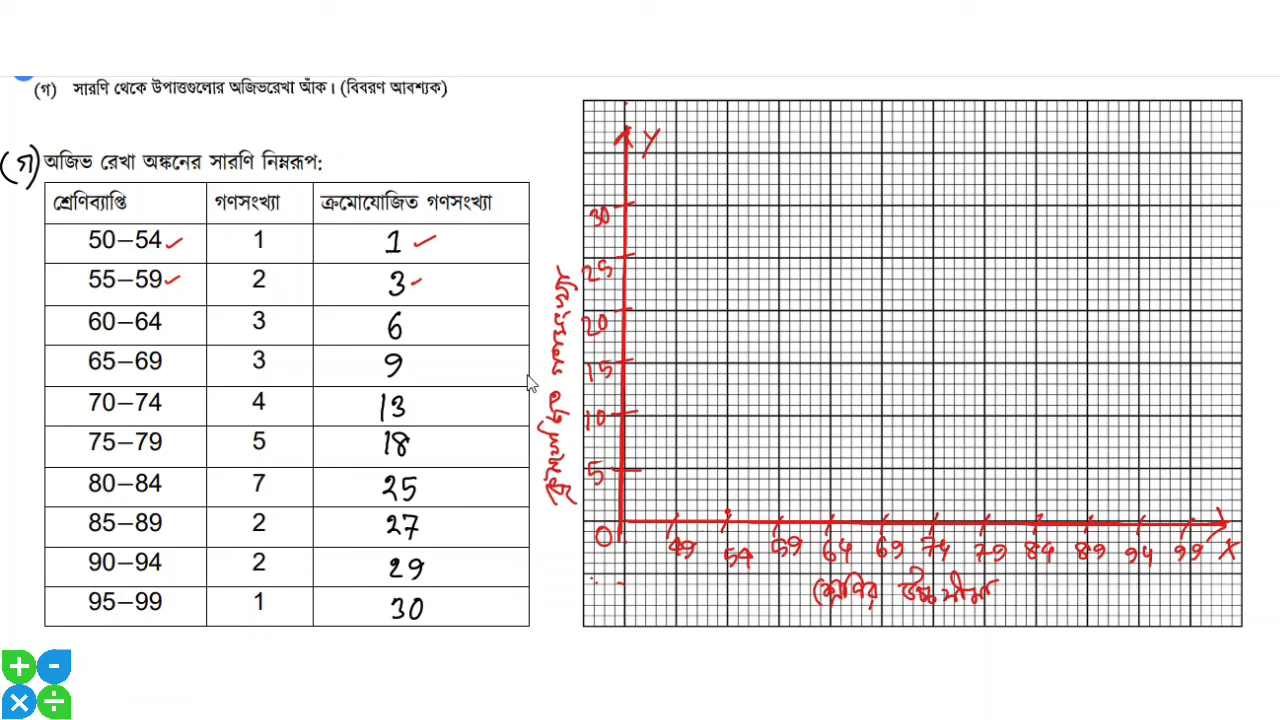 (গ) সারণি থেকে উপাত্তগুলোর অজিভরেখা আঁক। (বিবরণ আবশ্যক)
(গ) অজিভ রেখা অঙ্কনের সারণি নিম্নরূপ:
শ্রেণিব্যাপ্তি গণসংখ্যা ক্রমোযোজিত গণসংখ্যা
50–54 1 1
55–59 2 3
60–64 3 6
65–69 3 9
70–74 4 13
75–79 5 18
80–84 7 25
85–89 2 27
90–94 2 29
95–99 1 30
Y
30
25
20
15
10
5
0
ক্রমযোজিত গণসংখ্যা
49 54 59 64 69 74 79 84 89 94 99 X
শ্রেণির উচ্চসীমা
+ -
× ÷